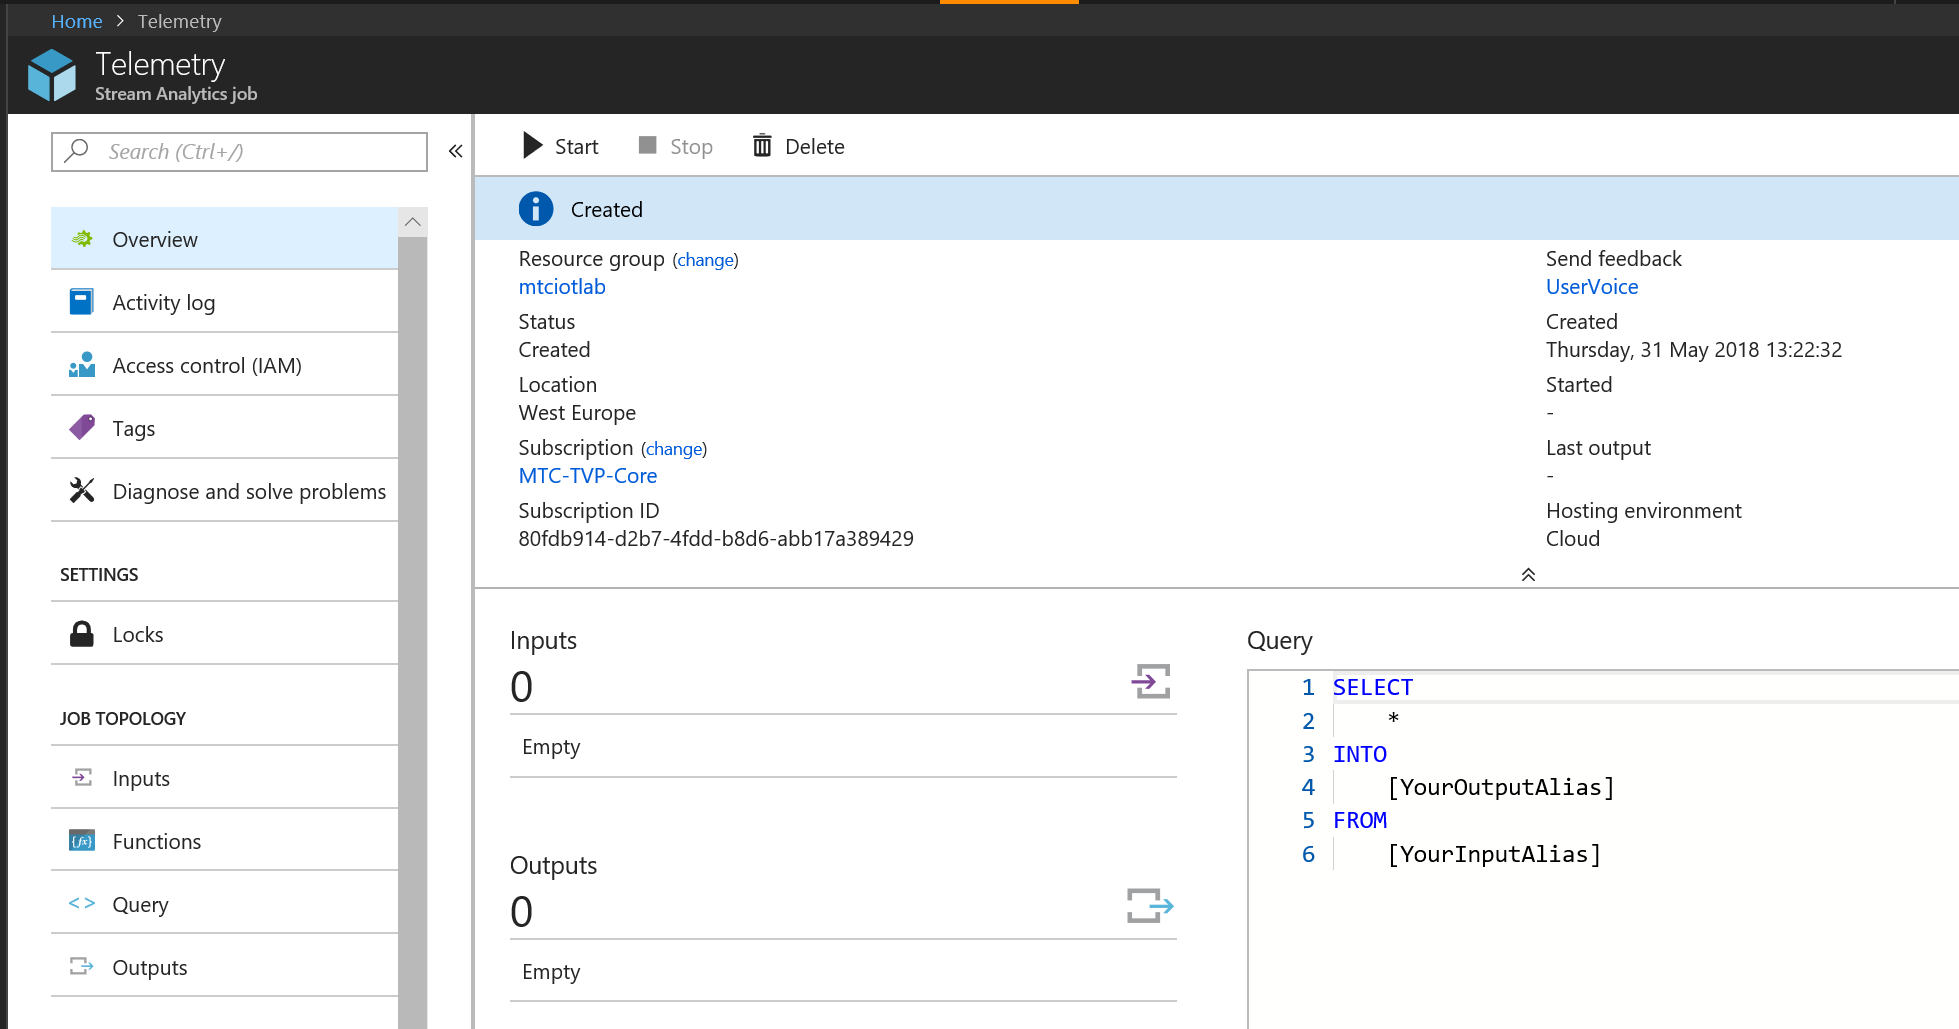 Home > Telemetry
Telemetry
Stream Analytics job
Search (Ctrl+/)
«
Overview
Activity log
Access control (IAM)
Tags
Diagnose and solve problems
SETTINGS
Locks
JOB TOPOLOGY
Inputs
Functions
Query
Outputs
Start
Stop
Delete
Created
Resource group (change)
mtciotlab
Status
Created
Location
West Europe
Subscription (change)
MTC-TVP-Core
Subscription ID
80fdb914-d2b7-4fdd-b8d6-abb17a389429
Send feedback
UserVoice
Created
Thursday, 31 May 2018 13:22:32
Started
-
Last output
-
Hosting environment
Cloud
Inputs
0
Empty
Outputs
0
Empty
Query
1 SELECT
2 *
3 INTO
4 [YourOutputAlias]
5 FROM
6 [YourInputAlias]